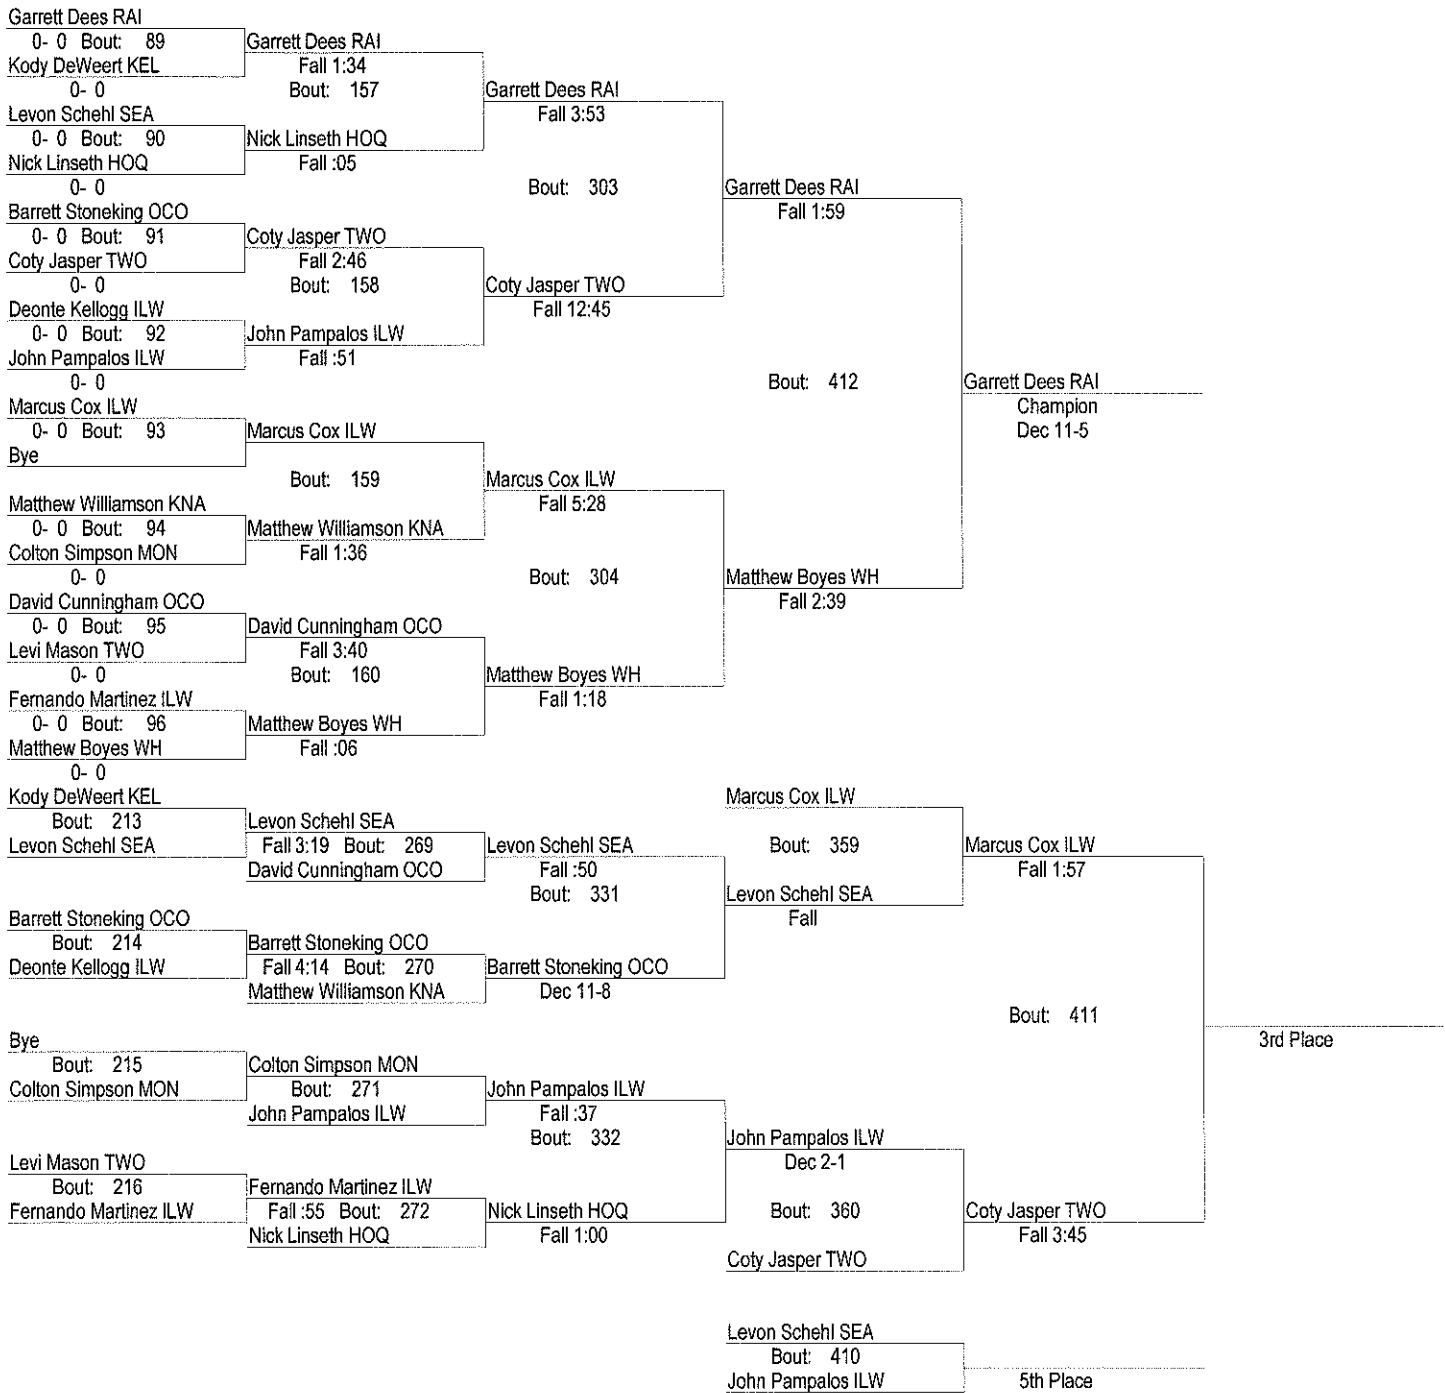 Garrett Dees RAI
0- 0 Bout: 89
Garrett Dees RAI
Kody DeWeert KEL
Fall 1:34
0- 0
Bout: 157
Garrett Dees RAI
Levon Schehl SEA
Fall 3:53
0- 0 Bout: 90
Nick Linseth HOQ
Nick Linseth HOQ
Fall :05
0- 0
Bout: 303
Garrett Dees RAI
Barrett Stoneking OCO
Fall 1:59
0- 0 Bout: 91
Coty Jasper TWO
Coty Jasper TWO
Fall 2:46
0- 0
Bout: 158
Coty Jasper TWO
Deonte Kellogg ILW
Fall 12:45
0- 0 Bout: 92
John Pampalos ILW
John Pampalos ILW
Fall :51
0- 0
Bout: 412
Garrett Dees RAI
Marcus Cox ILW
Champion
0- 0 Bout: 93
Marcus Cox ILW
Dec 11-5
Bye
Bout: 159
Marcus Cox ILW
Matthew Williamson KNA
Fall 5:28
0- 0 Bout: 94
Matthew Williamson KNA
Colton Simpson MON
Fall 1:36
0- 0
Bout: 304
Matthew Boyes WH
David Cunningham OCO
Fall 2:39
0- 0 Bout: 95
David Cunningham OCO
Levi Mason TWO
Fall 3:40
0- 0
Bout: 160
Matthew Boyes WH
Fernando Martinez ILW
Fall 1:18
0- 0 Bout: 96
Matthew Boyes WH
Matthew Boyes WH
Fall :06
0- 0
Kody DeWeert KEL
Marcus Cox ILW
Bout: 213
Levon Schehl SEA
Levon Schehl SEA
Fall 3:19 Bout: 269
Levon Schehl SEA
Bout: 359
Marcus Cox ILW
David Cunningham OCO
Fall :50
Fall 1:57
Bout: 331
Levon Schehl SEA
Barrett Stoneking OCO
Fall
Bout: 214
Barrett Stoneking OCO
Deonte Kellogg ILW
Fall 4:14 Bout: 270
Barrett Stoneking OCO
Matthew Williamson KNA
Dec 11-8
Bout: 411
Bye
3rd Place
Bout: 215
Colton Simpson MON
Colton Simpson MON
Bout: 271
John Pampalos ILW
John Pampalos ILW
Fall :37
Bout: 332
John Pampalos ILW
Levi Mason TWO
Dec 2-1
Bout: 216
Fernando Martinez ILW
Fernando Martinez ILW
Fall :55 Bout: 272
Nick Linseth HOQ
Bout: 360
Coty Jasper TWO
Nick Linseth HOQ
Fall 1:00
Fall 3:45
Coty Jasper TWO
Levon Schehl SEA
Bout: 410
John Pampalos ILW
5th Place